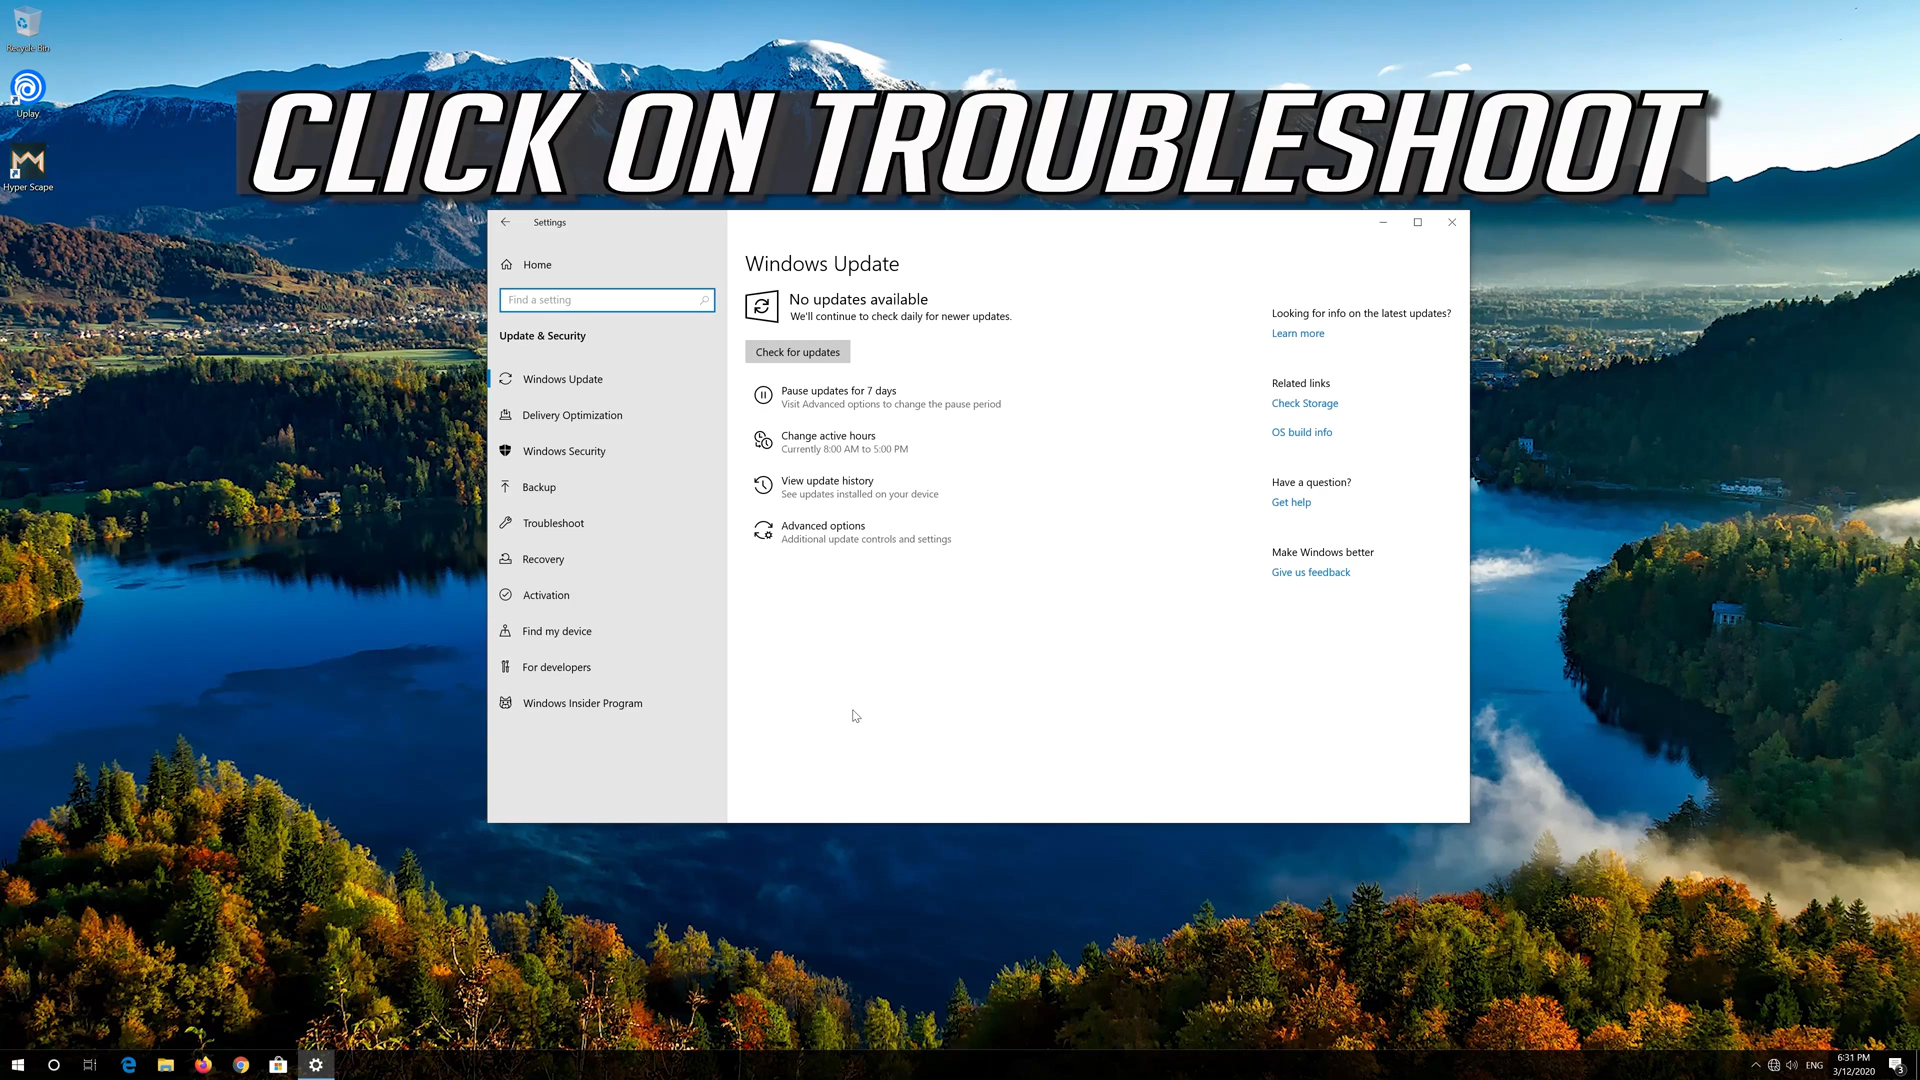 Recycle Bin
Uplay
Hyper Scape
CLICK ON TROUBLESHOOT
Settings
Home
Find a setting
Update & Security
Windows Update
Delivery Optimization
Windows Security
Backup
Troubleshoot
Recovery
Activation
Find my device
For developers
Windows Insider Program
Windows Update
No updates available
We'll continue to check daily for newer updates.
Check for updates
Pause updates for 7 days
Visit Advanced options to change the pause period
Change active hours
Currently 8:00 AM to 5:00 PM
View update history
See updates installed on your device
Advanced options
Additional update controls and settings
Looking for info on the latest updates?
Learn more
Related links
Check Storage
OS build info
Have a question?
Get help
Make Windows better
Give us feedback
ENG
6:31 PM
3/12/2020
3